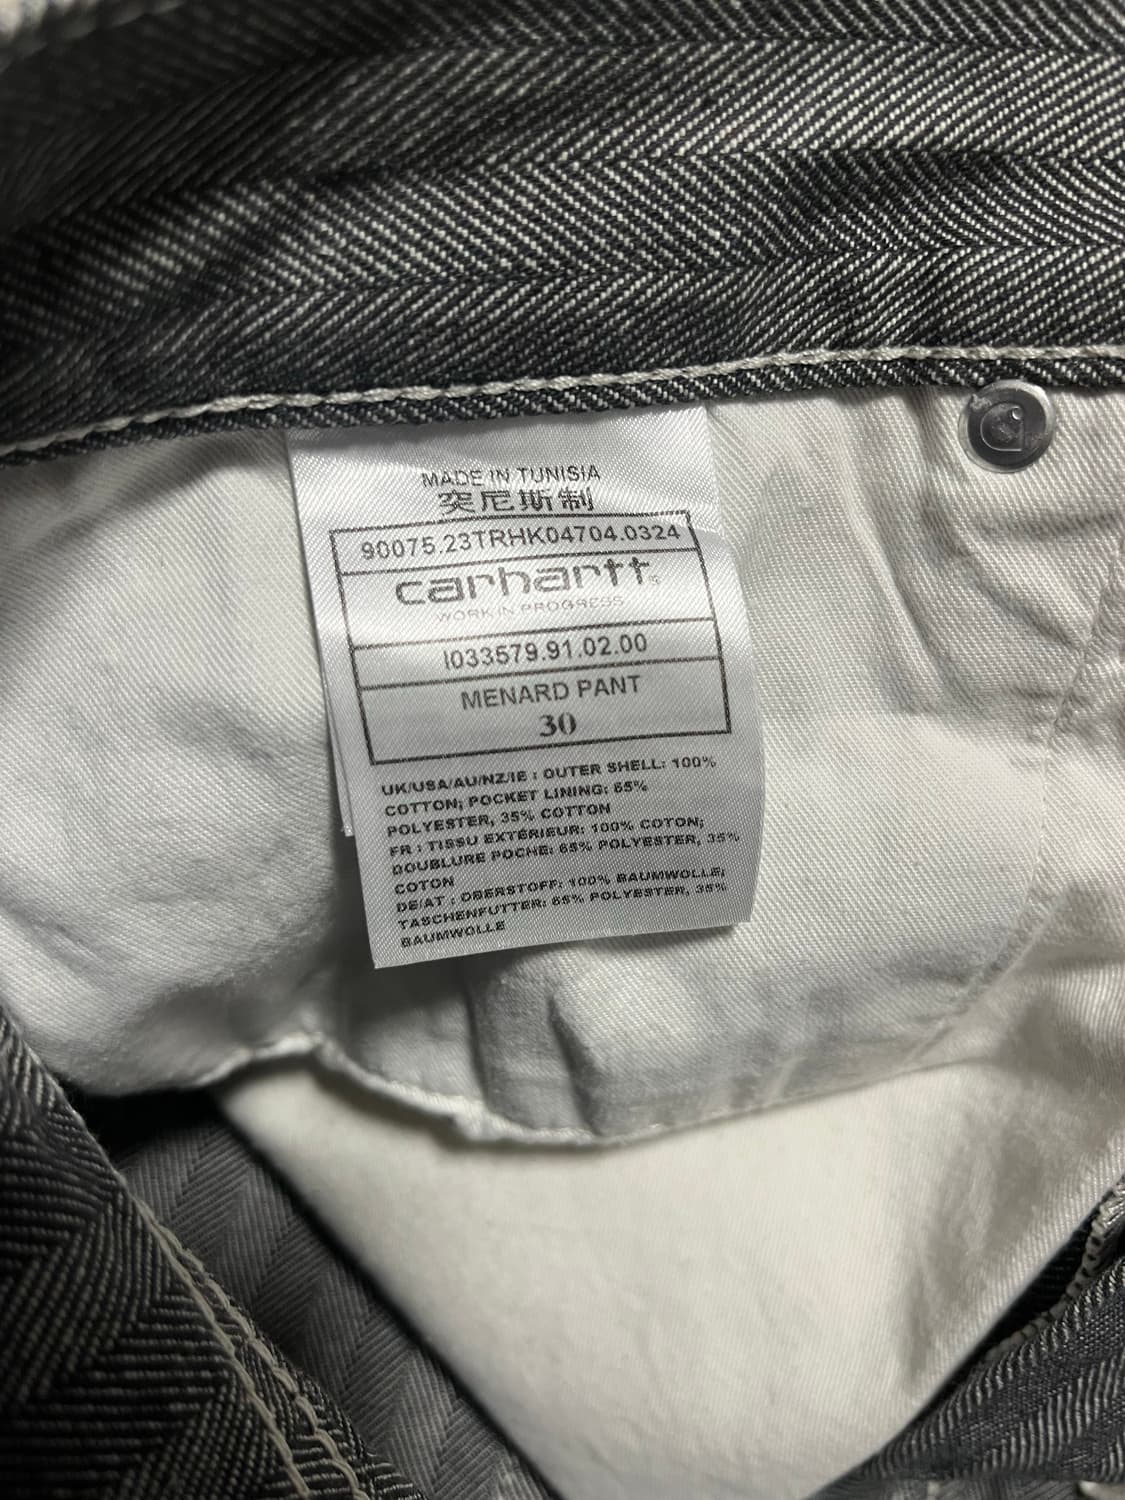 MADE IN TUNISIA
突尼斯制
90075.23TRHK04704.0324
carhartt
WORK IN PROGRESS
I033579.91.02.00
MENARD PANT
30
UK/USA/AU/NZ/IE : OUTER SHELL: 100%
COTTON; POCKET LINING: 65%
POLYESTER, 35% COTTON
FR : TISSU EXTÉRIEUR: 100% COTON;
DOUBLURE POCHE: 65% POLYESTER, 35%
COTON
DE/AT : OBERSTOFF: 100% BAUMWOLLE;
TASCHENFUTTER: 65% POLYESTER, 35%
BAUMWOLLE